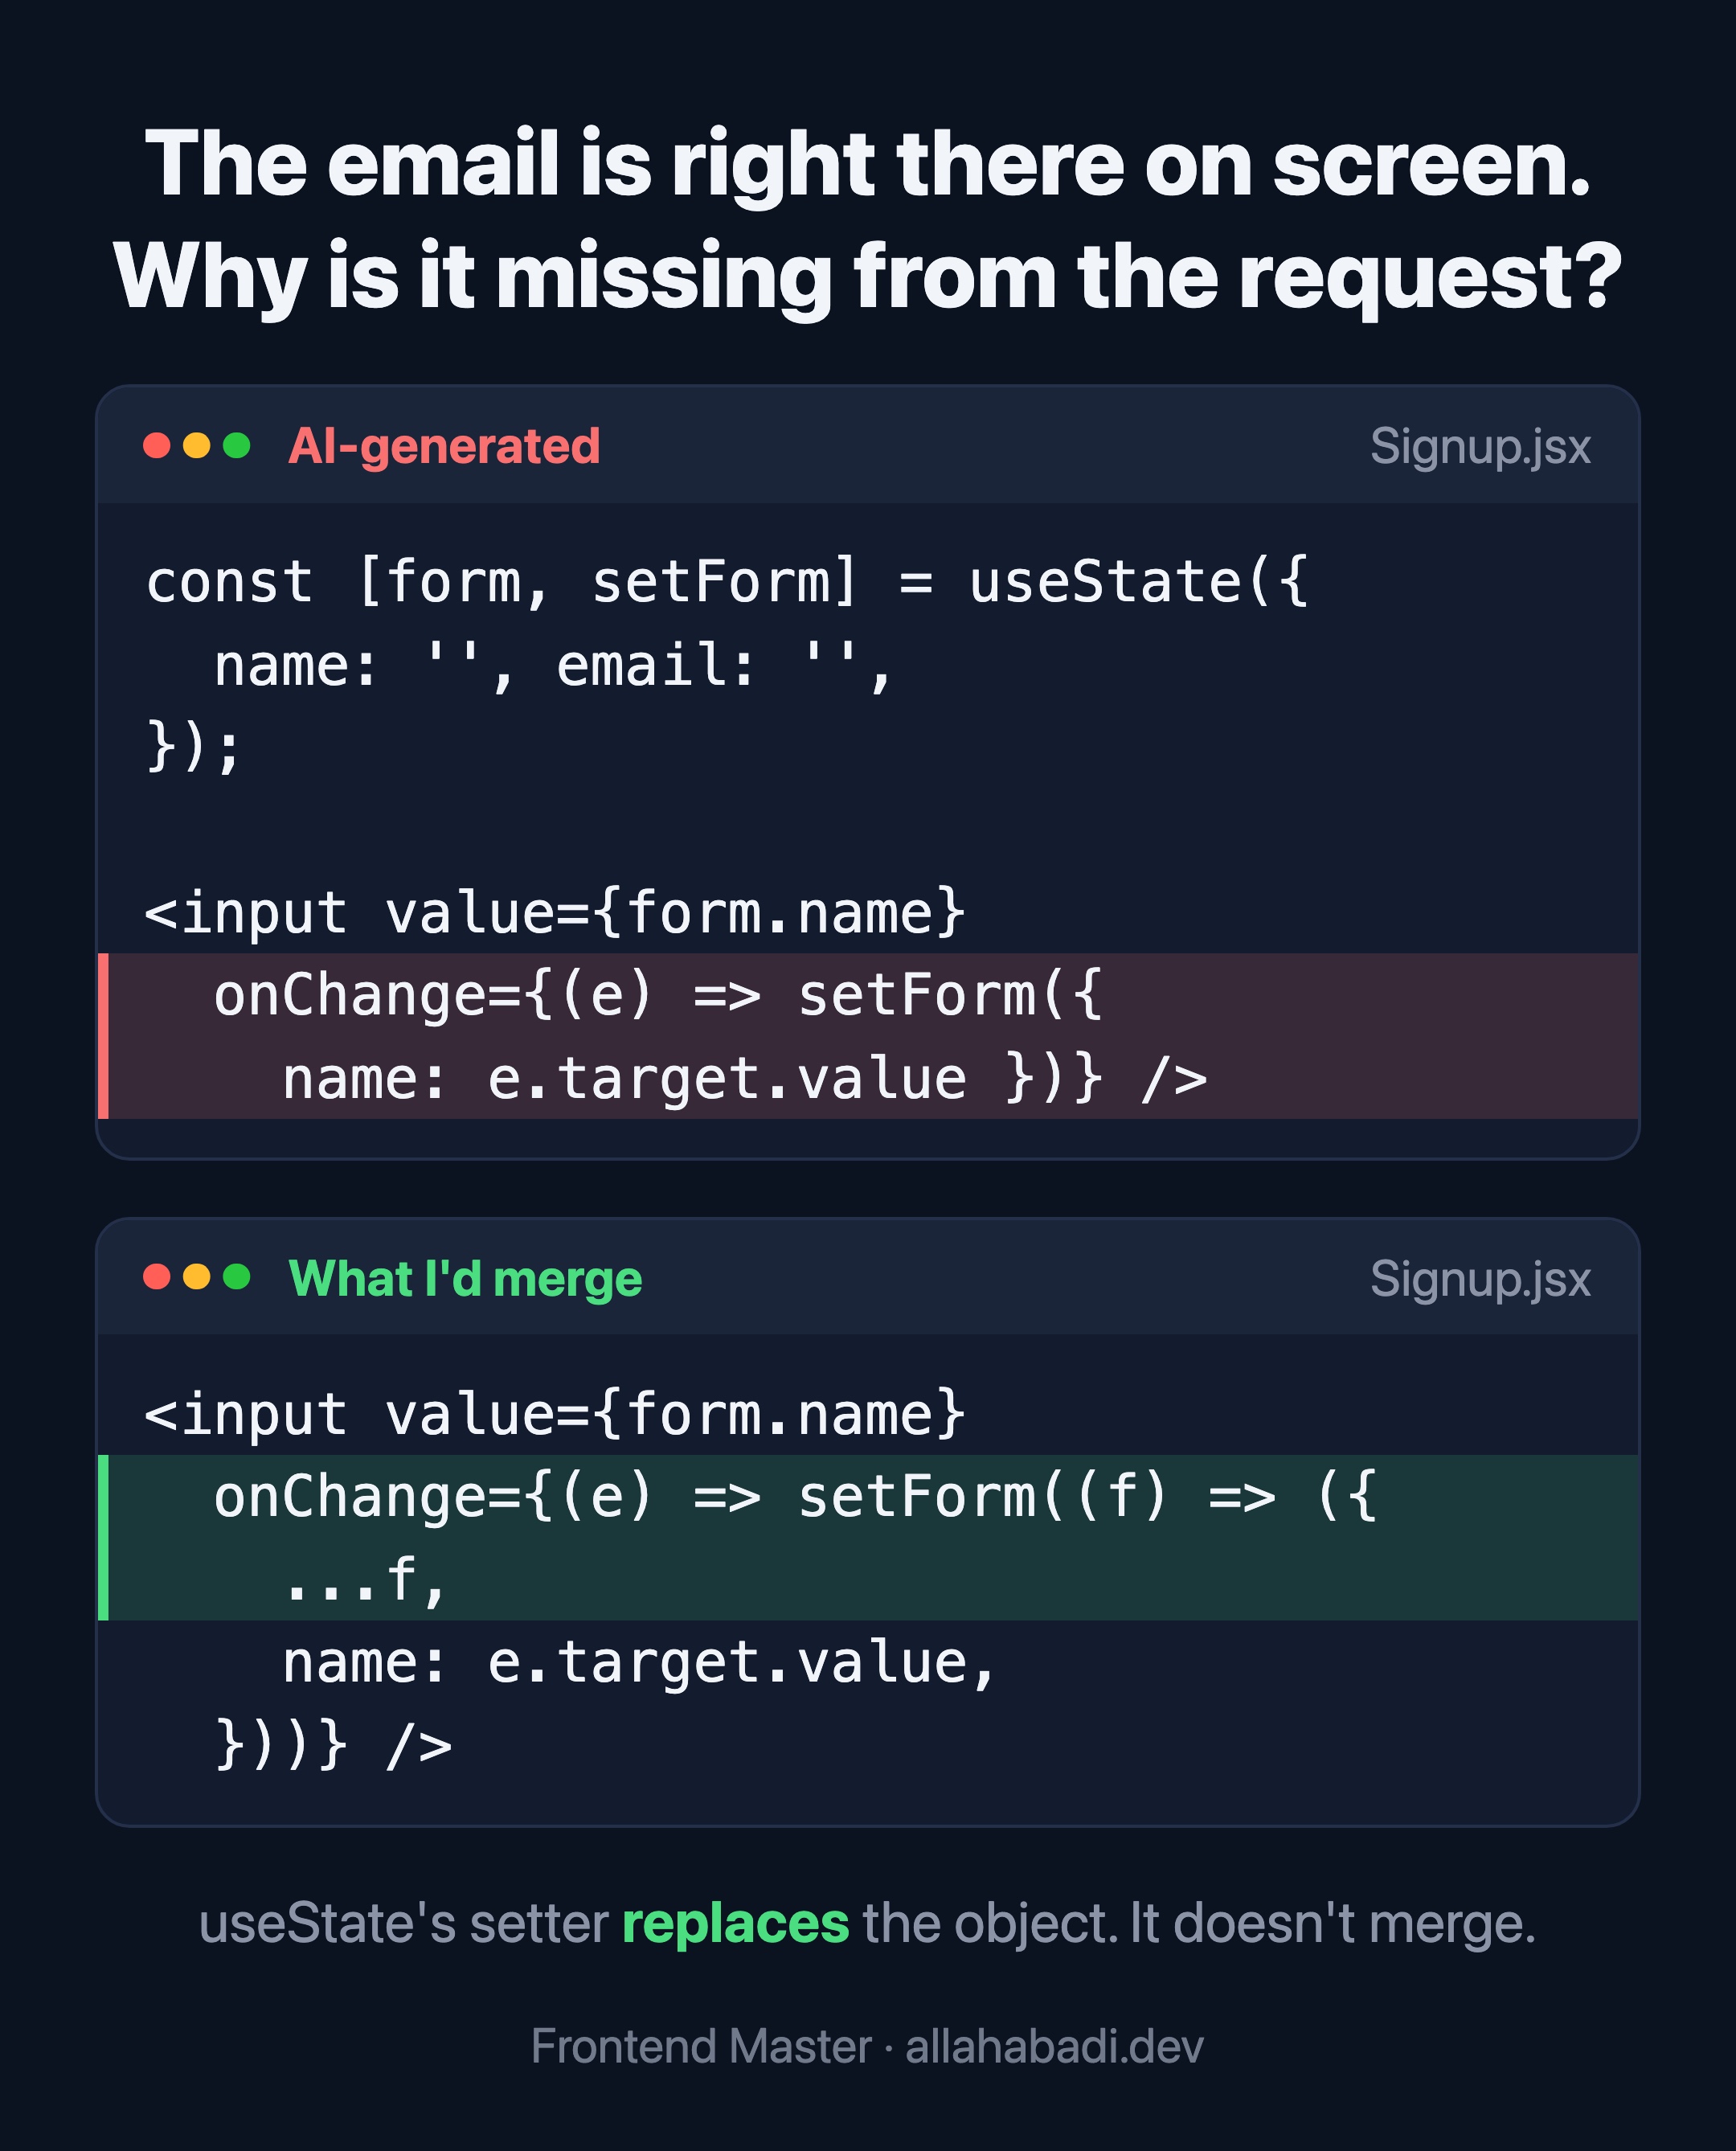 The email is right there on screen.
Why is it missing from the request?
AI-generated
Signup.jsx
const [form, setForm] = useState({
  name: '', email: '',
});

<input value={form.name}
  onChange={(e) => setForm({
    name: e.target.value })} />
What I'd merge
Signup.jsx
<input value={form.name}
  onChange={(e) => setForm((f) => ({
    ...f,
    name: e.target.value,
  }))} />
useState's setter replaces the object. It doesn't merge.
Frontend Master · allahabadi.dev